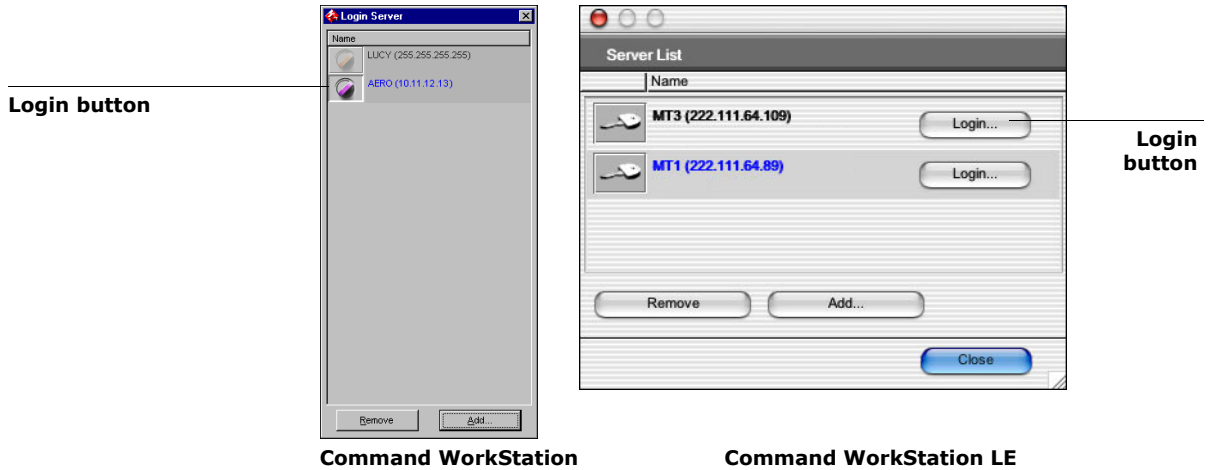 Login Server
Name
LUCY (255.255.255.255)
AERO (10.11.12.13)
Login button
Remove
Add...
Command WorkStation
Server List
Name
MT3 (222.111.64.109)
Login...
MT1 (222.111.64.89)
Login...
Login
button
Remove
Add...
Close
Command WorkStation LE